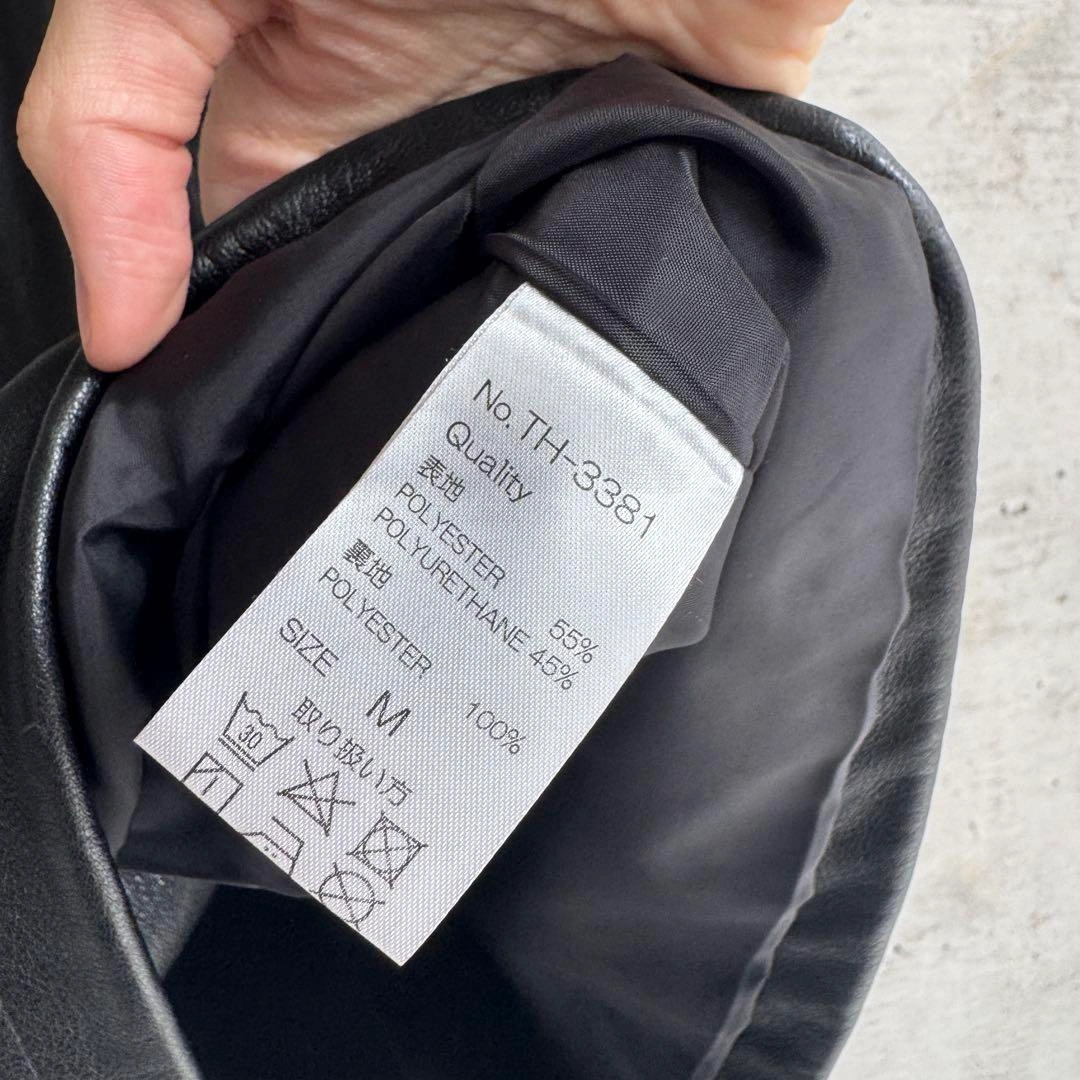 No. TH-3381
Quality
表地
POLYESTER 55%
POLYURETHANE 45%
裏地
POLYESTER 100%
SIZE M
取り扱い方
30